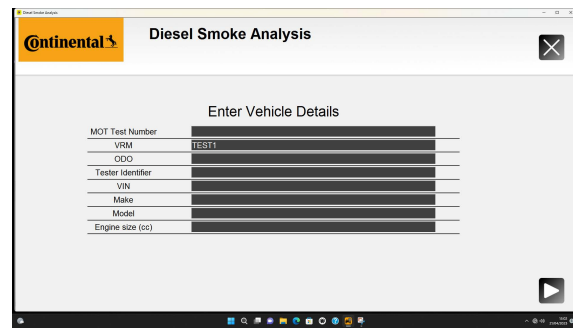 Diesel Smoke Analysis
Continental
Diesel Smoke Analysis
Enter Vehicle Details
MOT Test Number
VRM TEST1
ODO
Tester Identifier
VIN
Make
Model
Engine size (cc)